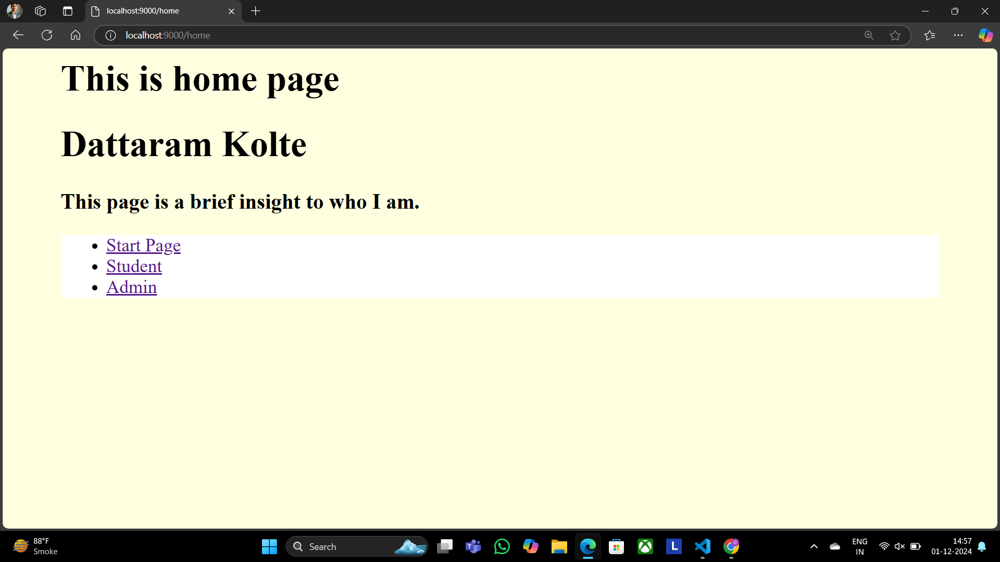 localhost:9000/home
localhost:9000/home
This is home page
Dattaram Kolte
This page is a brief insight to who I am.
Start Page
Student
Admin
88°F
Smoke
Search
T
L
D
ENG
IN
14:57
01-12-2024